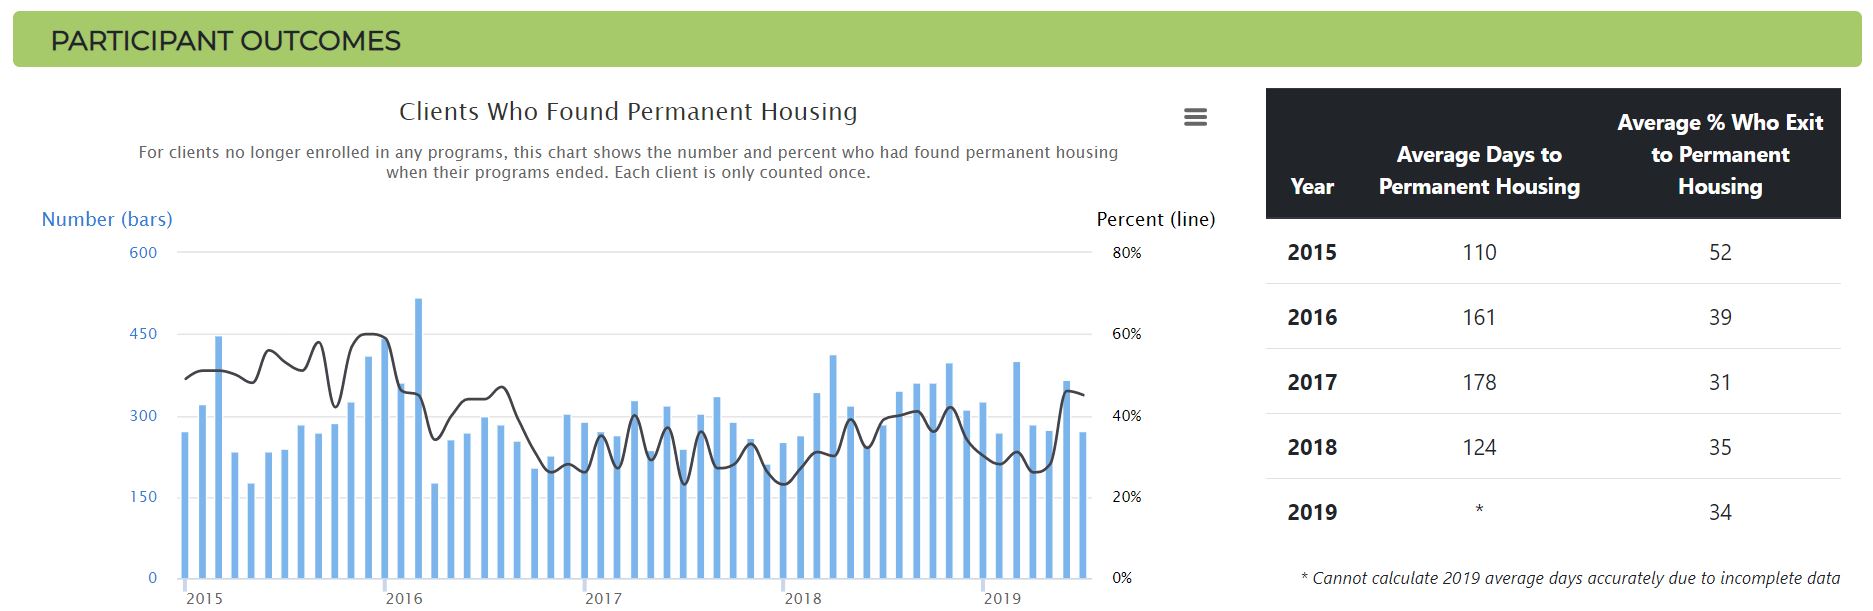 PARTICIPANT OUTCOMES
Clients Who Found Permanent Housing
For clients no longer enrolled in any programs, this chart shows the number and percent who had found permanent housing
when their programs ended. Each client is only counted once.
Number (bars)
Percent (line)
600
450
300
150
0
80%
60%
40%
20%
0%
2015
2016
2017
2018
2019
Year
Average Days to
Permanent Housing
Average % Who Exit
to Permanent
Housing
2015 110 52
2016 161 39
2017 178 31
2018 124 35
2019 * 34
* Cannot calculate 2019 average days accurately due to incomplete data